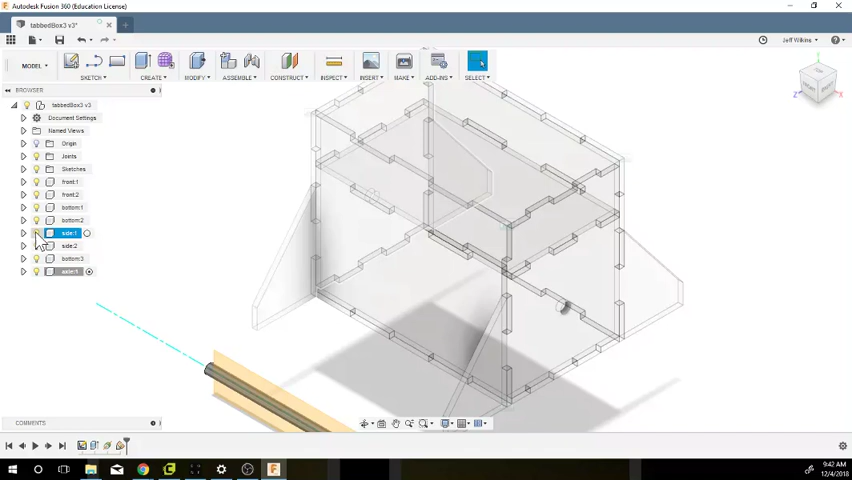 Autodesk Fusion 360 (Education License)
tabbedBox3 v3*
Jeff Wilkins
MODEL
SKETCH
CREATE
MODIFY
ASSEMBLE
CONSTRUCT
INSPECT
INSERT
MAKE
ADD-INS
SELECT
BROWSER
tabbedBox3 v3
Document Settings
Named Views
Origin
Joints
Sketches
front:1
front:2
bottom:1
bottom:2
side:1
side:2
bottom:3
TOP
Z
X
COMMENTS
9:42 AM
12/4/2018